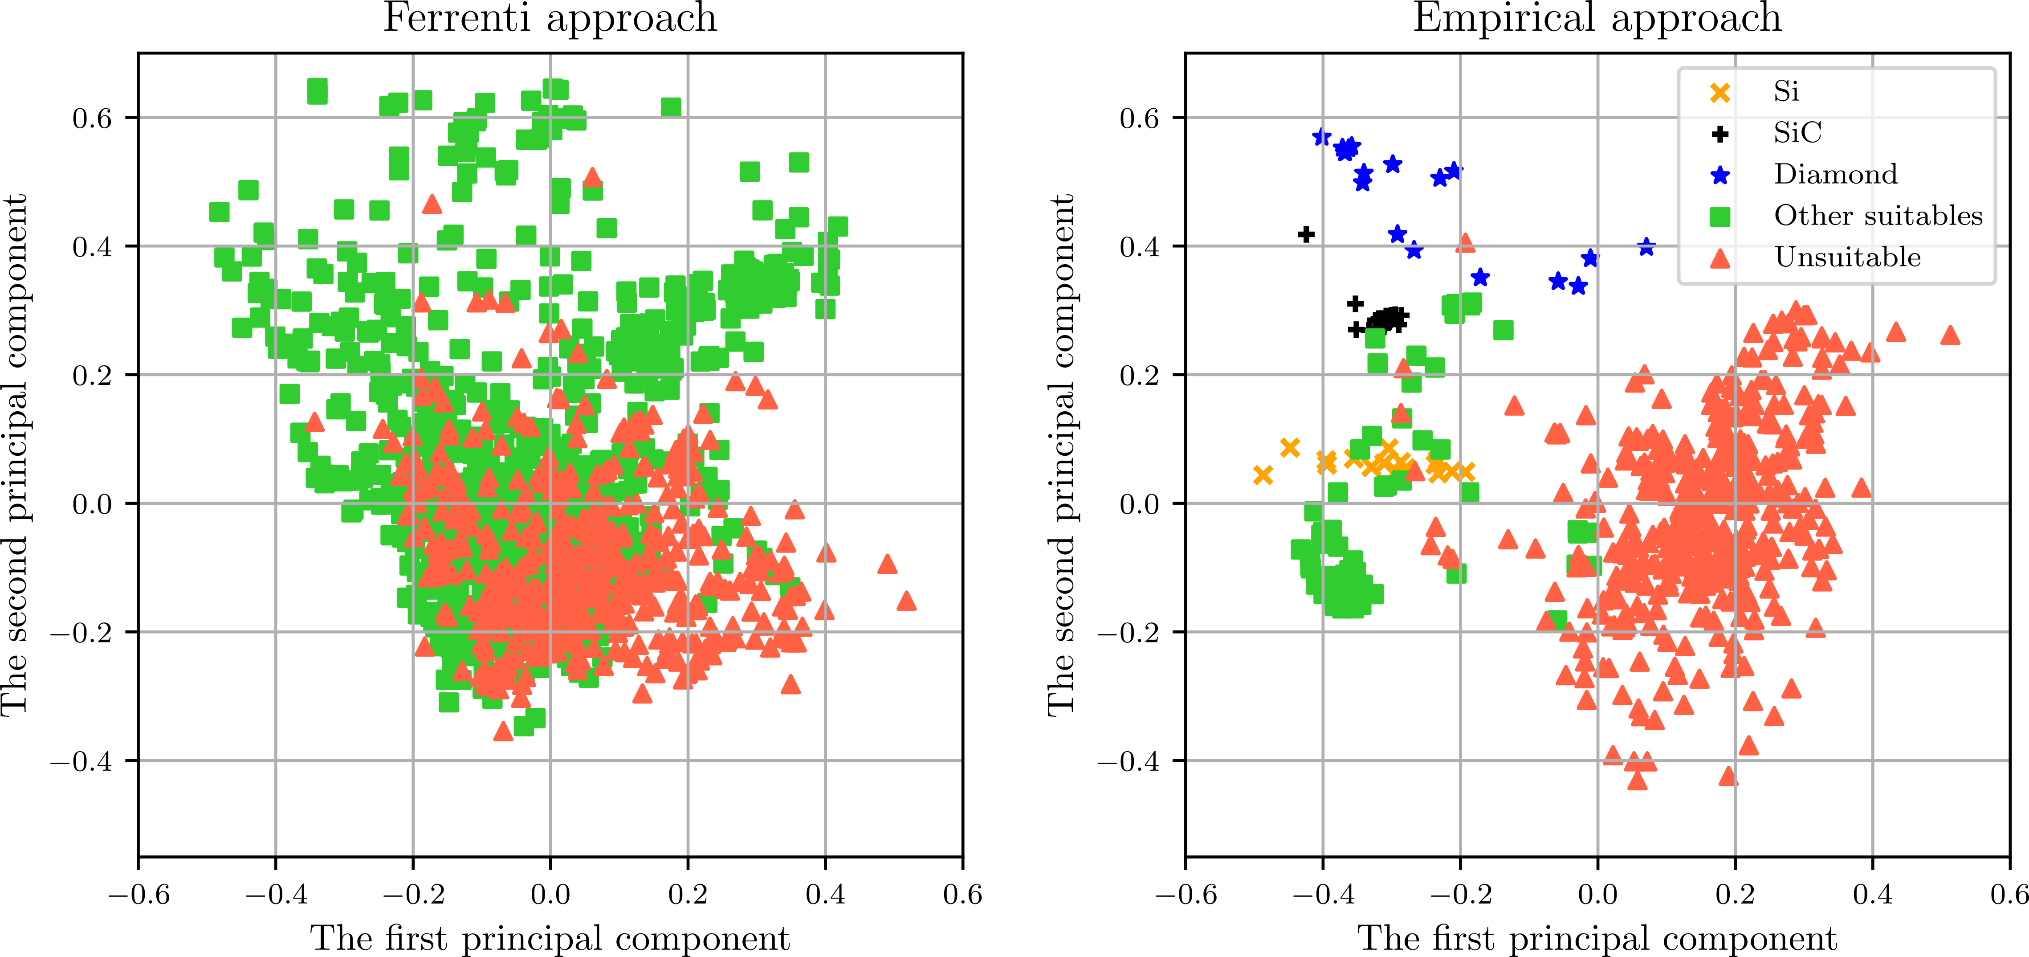 Ferrenti approach
The second principal component
0.6
0.4
0.2
0.0
−0.2
−0.4
−0.6
−0.4
−0.2
0.0
0.2
0.4
0.6
The first principal component
Empirical approach
The second principal component
0.6
0.4
0.2
0.0
−0.2
−0.4
Si
SiC
Diamond
Other suitables
Unsuitable
−0.6
−0.4
−0.2
0.0
0.2
0.4
0.6
The first principal component